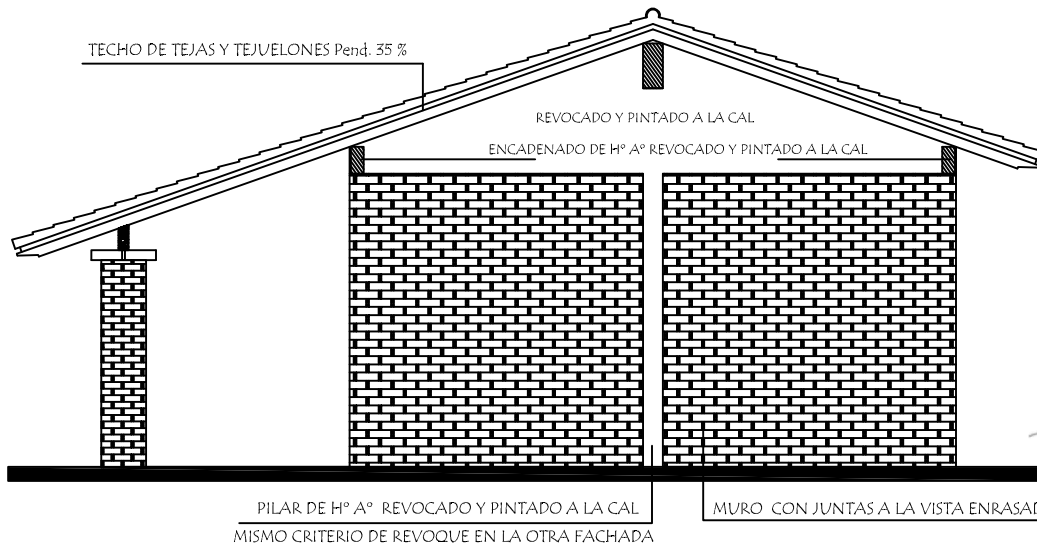 TECHO DE TEJAS Y TEJUELONES Pend. 35 %
REVOCADO Y PINTADO A LA CAL
ENCADENADO DE Hº Aº REVOCADO Y PINTADO A LA CAL
PILAR DE Hº Aº REVOCADO Y PINTADO A LA CAL
MURO CON JUNTAS A LA VISTA
MISMO CRITERIO DE REVOQUE EN LA OTRA FACHADA